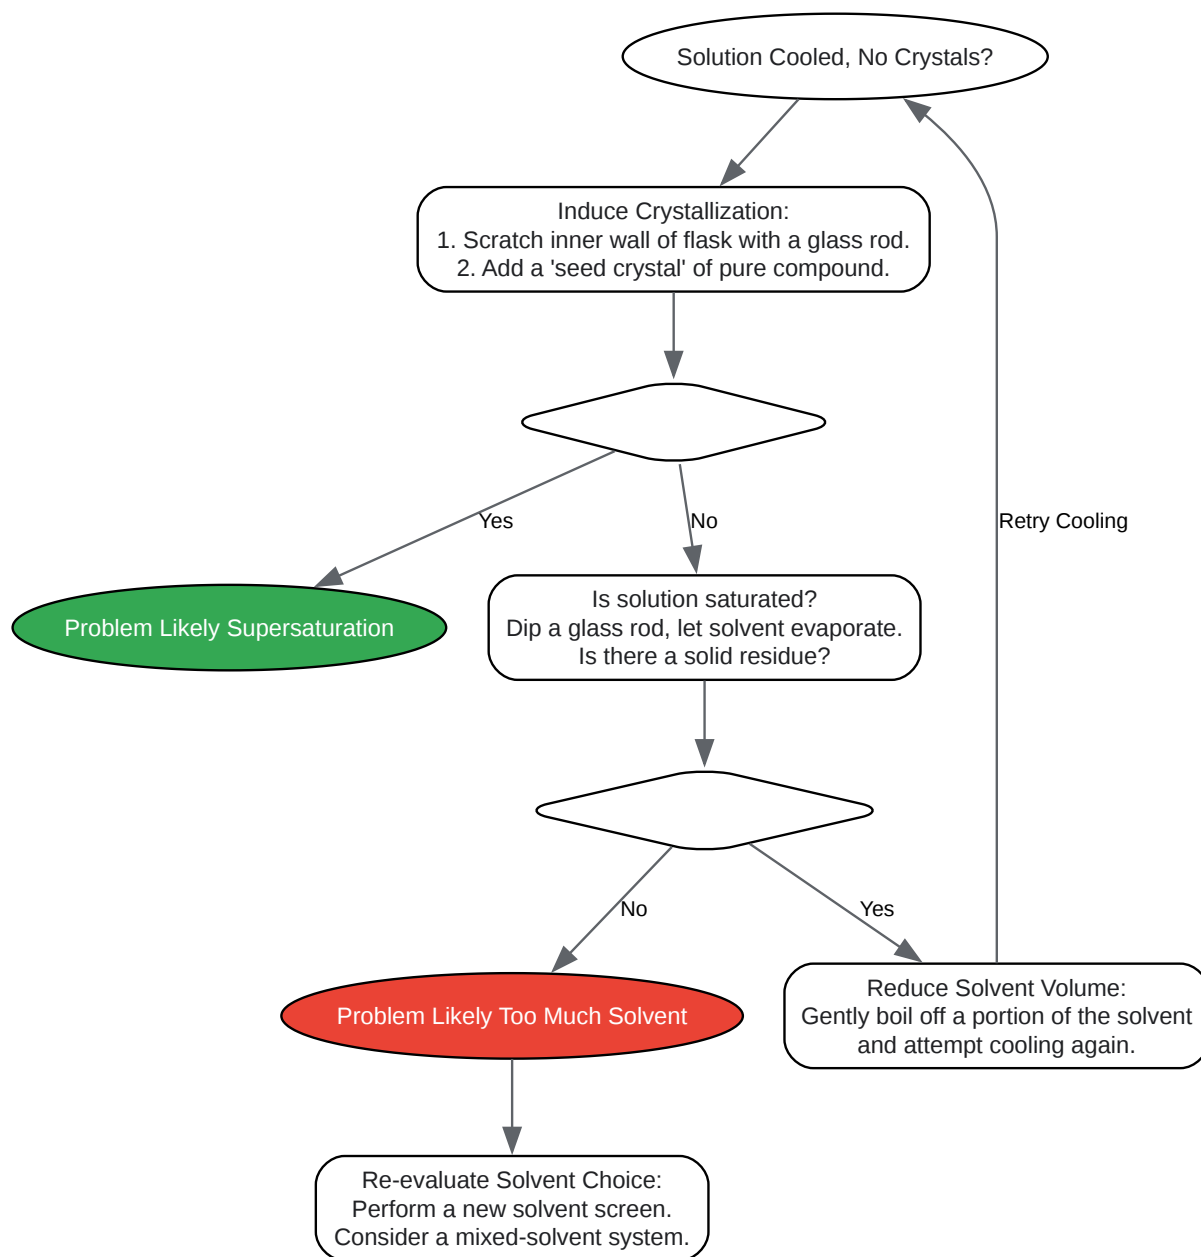 Solution Cooled, No Crystals?
Induce Crystallization:
1. Scratch inner wall of flask with a glass rod.
2. Add a 'seed crystal' of pure compound.
Yes
No
Retry Cooling
Problem Likely Supersaturation
Is solution saturated?
Dip a glass rod, let solvent evaporate.
Is there a solid residue?
No
Yes
Problem Likely Too Much Solvent
Reduce Solvent Volume:
Gently boil off a portion of the solvent
and attempt cooling again.
Re-evaluate Solvent Choice:
Perform a new solvent screen.
Consider a mixed-solvent system.